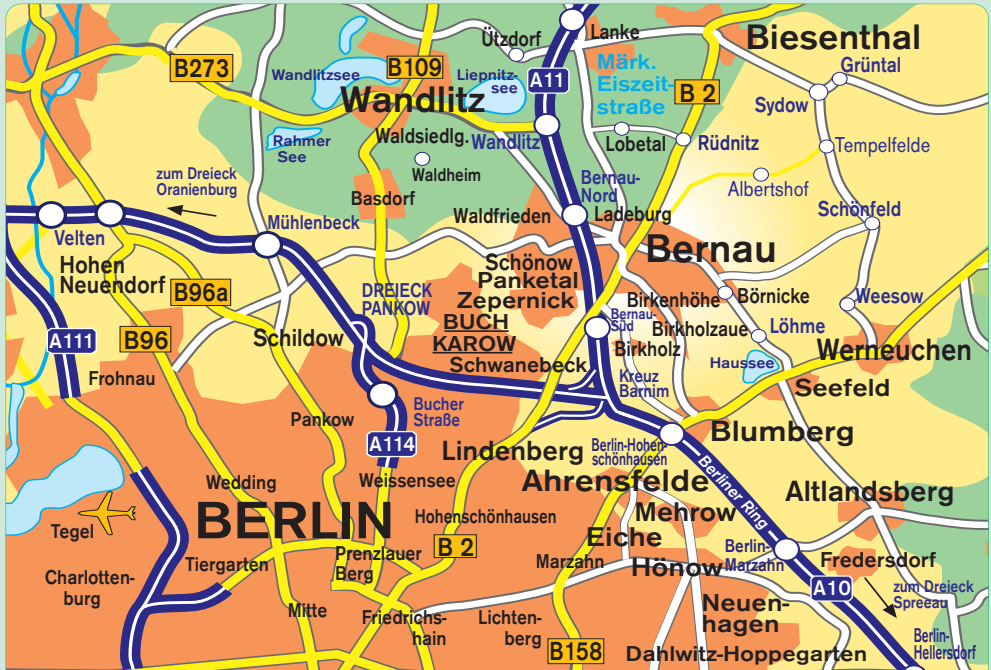 Ützdorf
Lanke
Biesenthal
Grüntal
B273
Wandlitzsee
B109
Liepnitz-
see
A11
Märk.
Eiszeit-
straße
B 2
Sydow
Wandlitz
Rahmer
See
Waldsiedlg.
Wandlitz
Lobetal
Rüdnitz
Tempelfelde
Waldheim
zum Dreieck
Oranienburg
Basdorf
Bernau-
Nord
Albertshof
Velten
Mühlenbeck
Waldfrieden
Ladeburg
Schönfeld
Hohen
Neuendorf
Bernau
Schönow
Panketal
Zepernick
BUCH
KAROW
Schwanebeck
B96a
DREIECK
PANKOW
Birkenhöhe
Börnicke
Weesow
Bernau-
Süd
Birkholzaue
Löhme
A111
B96
Schildow
Birkholz
Werneuchen
Haussee
Frohnau
Kreuz
Barnim
Seefeld
Pankow
Bucher
Straße
A114
Blumberg
Lindenberg
Berlin-Hohen-
schönhausen
Berliner Ring
Wedding
Weissensee
Ahrensfelde
Altlandsberg
BERLIN
Mehrow
Tegel
Hohenschönhausen
Eiche
B 2
Prenzlauer
Berg
Tiergarten
Marzahn
Hönow
Berlin-
Marzahn
Fredersdorf
Charlotten-
burg
A10
zum Dreieck
Spreeau
Mitte
Friedrichs-
hain
Lichten-
berg
Neuen-
hagen
B158
Dahlwitz-Hoppegarten
Berlin-
Hellersdorf